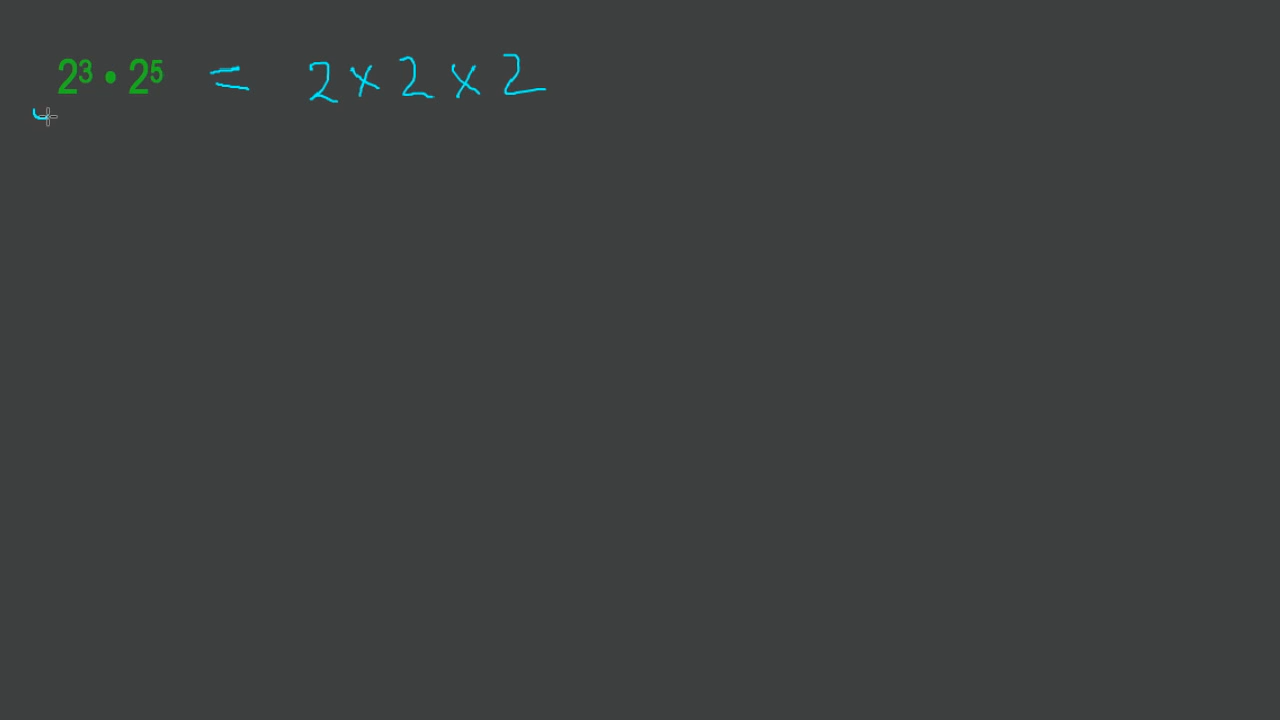 2³ • 2⁵ = 2 × 2 × 2